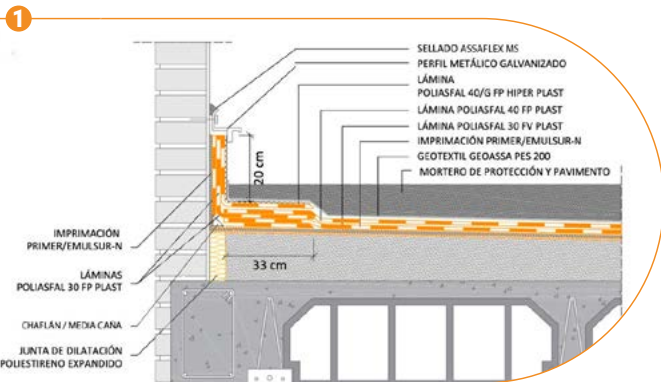 1
SELLADO ASSAFLEX MS
PERFIL METÁLICO GALVANIZADO
LÁMINA
POLIASFAL 40/G FP HIPER PLAST
LÁMINA POLIASFAL 40 FP PLAST
LÁMINA POLIASFAL 30 FV PLAST
IMPRIMACIÓN PRIMER/EMULSUR-N
GEOTEXTIL GEOASSA PES 200
MORTERO DE PROTECCIÓN Y PAVIMENTO
20 cm
33 cm
IMPRIMACIÓN
PRIMER/EMULSUR-N
LÁMINAS
POLIASFAL 30 FP PLAST
CHAFLÁN / MEDIA CAÑA
JUNTA DE DILATACIÓN
POLIESTIRENO EXPANDIDO